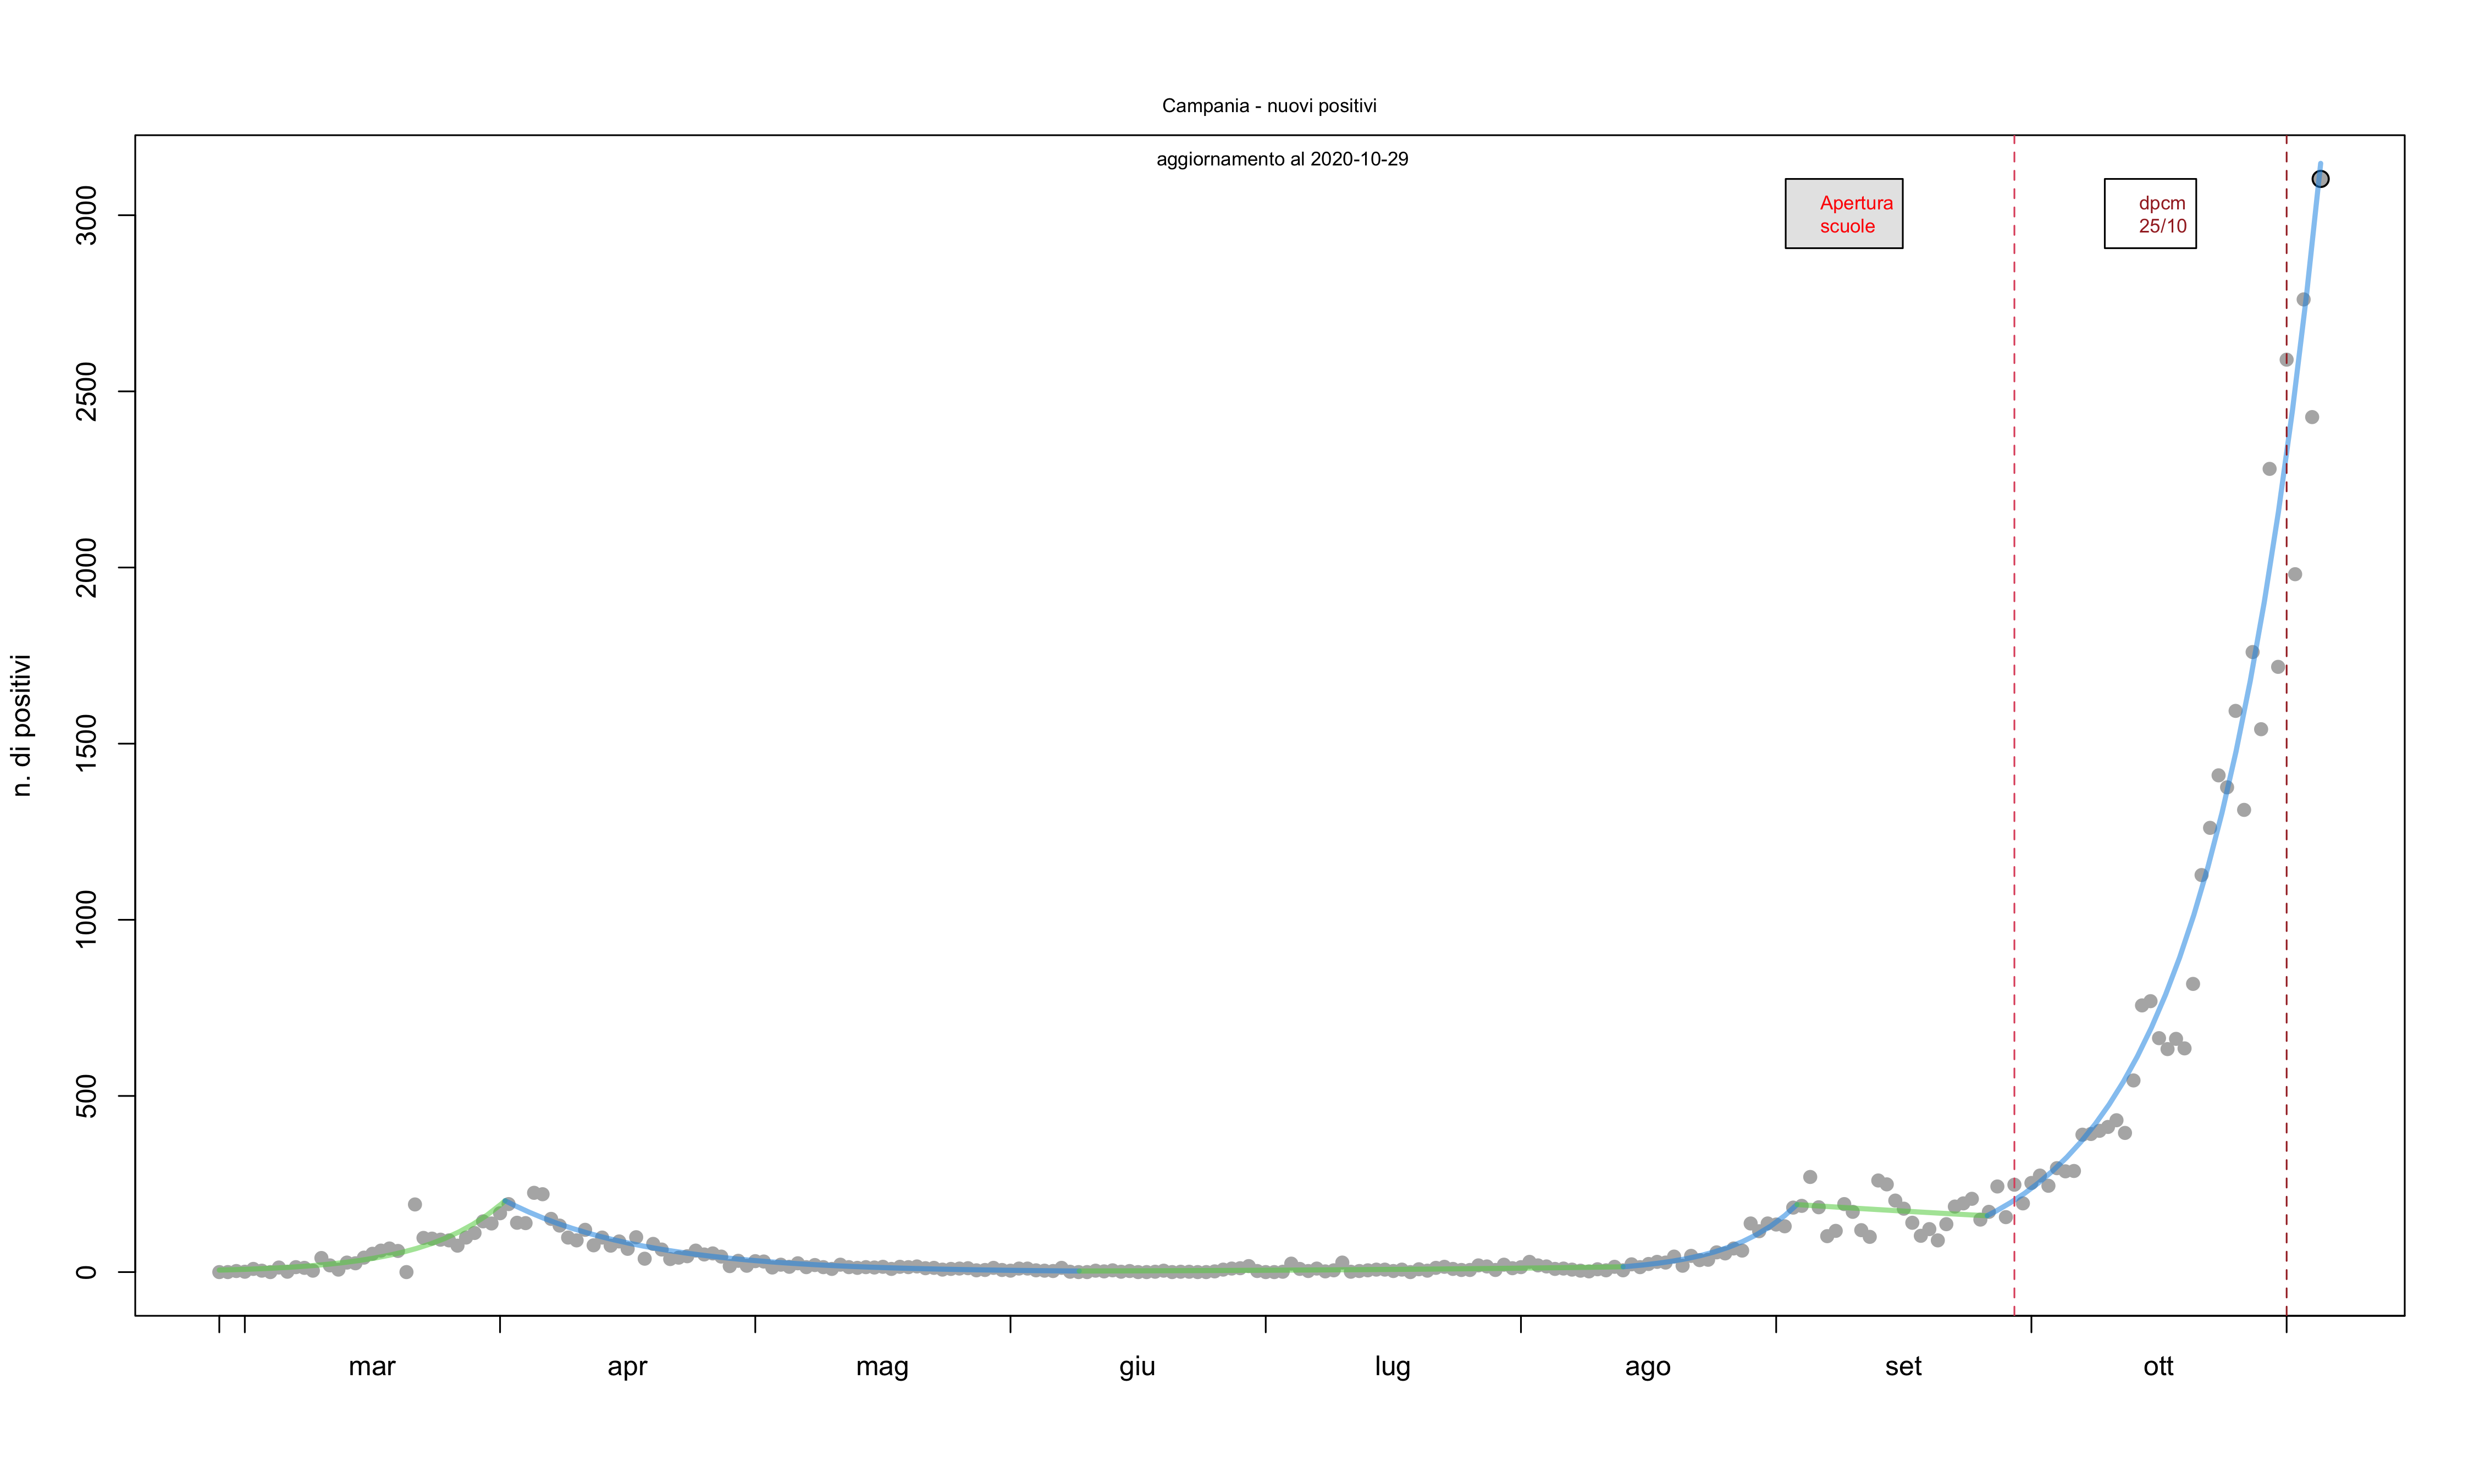 Campania - nuovi positivi
aggiornamento al 2020-10-29
Apertura
scuole
dpcm
25/10
n. di positivi
3000
2500
2000
1500
1000
500
0
mar apr mag giu lug ago set ott